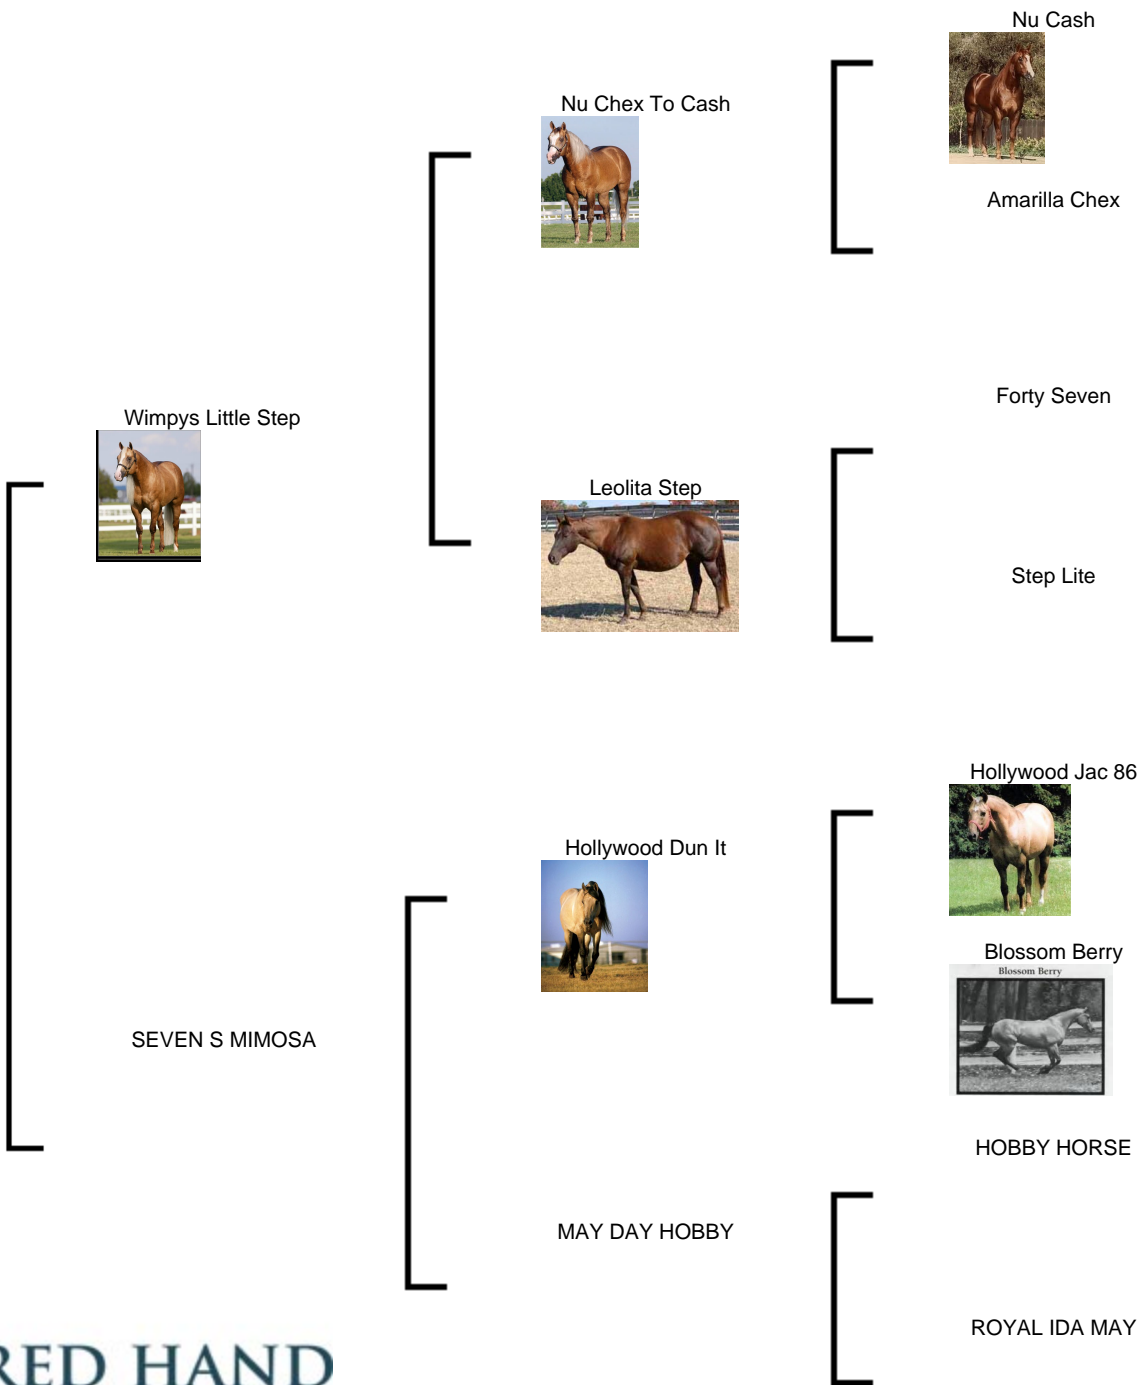 Nu Cash
Nu Chex To Cash
Amarilla Chex
Forty Seven
Wimpys Little Step
Leolita Step
Step Lite
Hollywood Jac 86
Hollywood Dun It
Blossom Berry
Blossom Berry
SEVEN S MIMOSA
HOBBY HORSE
MAY DAY HOBBY
ROYAL IDA MAY
RED HAND